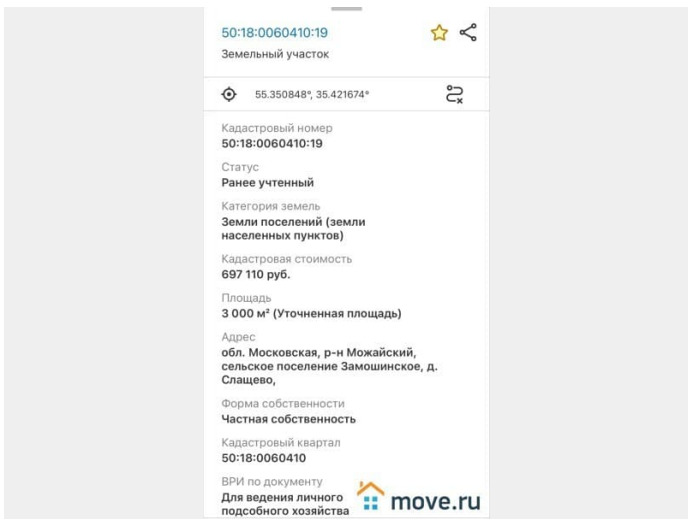 50:18:0060410:19
Земельный участок
55.350848°, 35.421674°
Кадастровый номер
50:18:0060410:19
Статус
Ранее учтенный
Категория земель
Земли поселений (земли
населенных пунктов)
Кадастровая стоимость
697 110 руб.
Площадь
3 000 м² (Уточненная площадь)
Адрес
обл. Московская, р-н Можайский,
сельское поселение Замошинское, д.
Слащево,
Форма собственности
Частная собственность
Кадастровый квартал
50:18:0060410
ВРИ по документу
Для ведения личного
подсобного хозяйства
move.ru